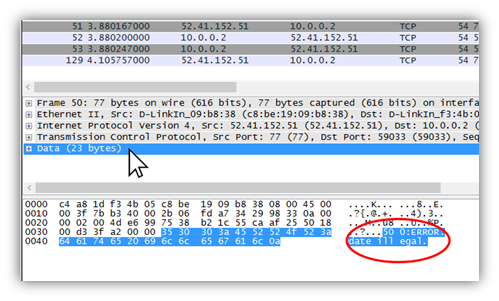 51 3.880167000 52.41.152.51 10.0.0.2 TCP 54 7
52 3.880200000 10.0.0.2 52.41.152.51 TCP 54 5
53 3.880247000 10.0.0.2 52.41.152.51 TCP 54 5
129 4.105757000 52.41.152.51 10.0.0.2 TCP 54 7
Frame 50: 77 bytes on wire (616 bits), 77 bytes captured (616 bits) on interfa
Ethernet II, Src: D-LinkIn_09:b8:38 (c8:be:19:09:b8:38), Dst: D-LinkIn_f3:4b:0
Internet Protocol Version 4, Src: 52.41.152.51 (52.41.152.51), Dst: 10.0.0.2 (
Transmission Control Protocol, Src Port: 77 (77), Dst Port: 59033 (59033), Seq
Data (23 bytes)
0000 c4 a8 1d f3 4b 05 c8 be 19 09 b8 38 08 00 45 00 ....K... ...8..E.
0010 00 3f 7b b3 40 00 2b 06 fd a7 34 29 98 33 0a 00 .?{.@.+. ..4).3..
0020 00 02 00 4d e6 99 75 38 b2 1c 55 ca af 25 50 18 ...M..u8 ..U..%P.
0030 00 d3 3f a2 00 00 35 30 30 3a 45 52 52 4f 52 3a ..?...50 0:ERROR:
0040 64 61 74 65 20 69 6c 6c 65 67 61 6c 0a date ill egal.